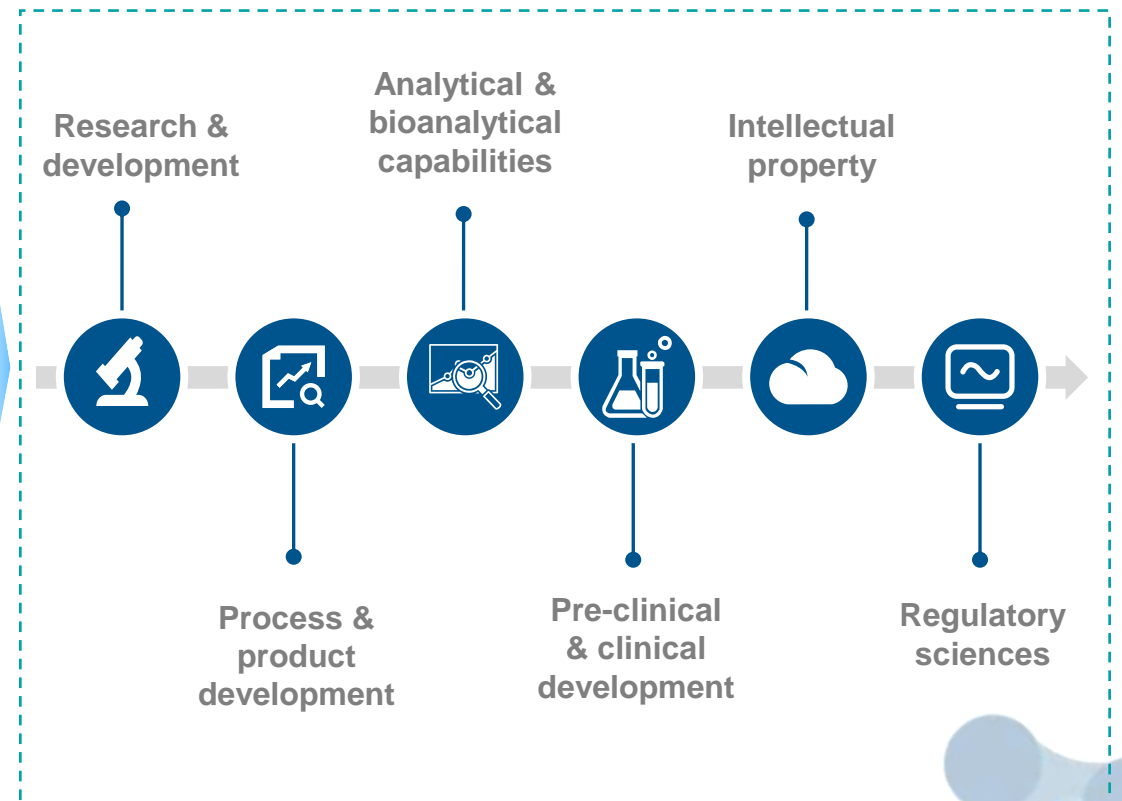 Research &
development
Analytical &
bioanalytical
capabilities
Intellectual
property
Process &
product
development
Pre-clinical
& clinical
development
Regulatory
sciences